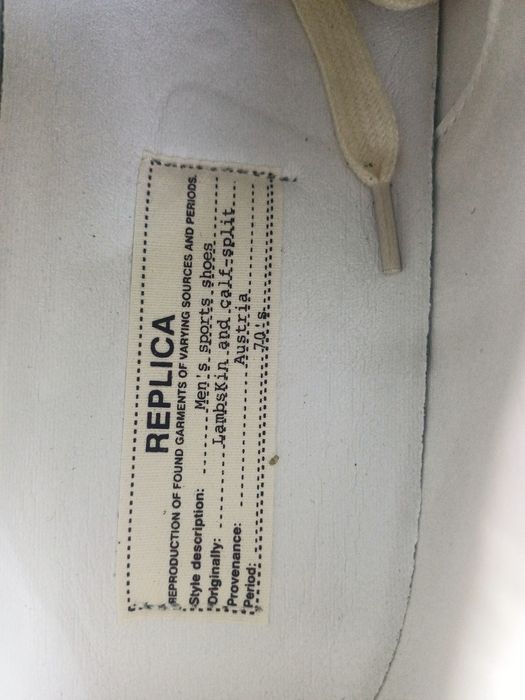 REPLICA
REPRODUCTION OF FOUND GARMENTS OF VARYING SOURCES AND PERIODS.
Style description: Men's sports shoes
Originally: LambsKin and calf-split
Provenance: Austria
Period: 70's